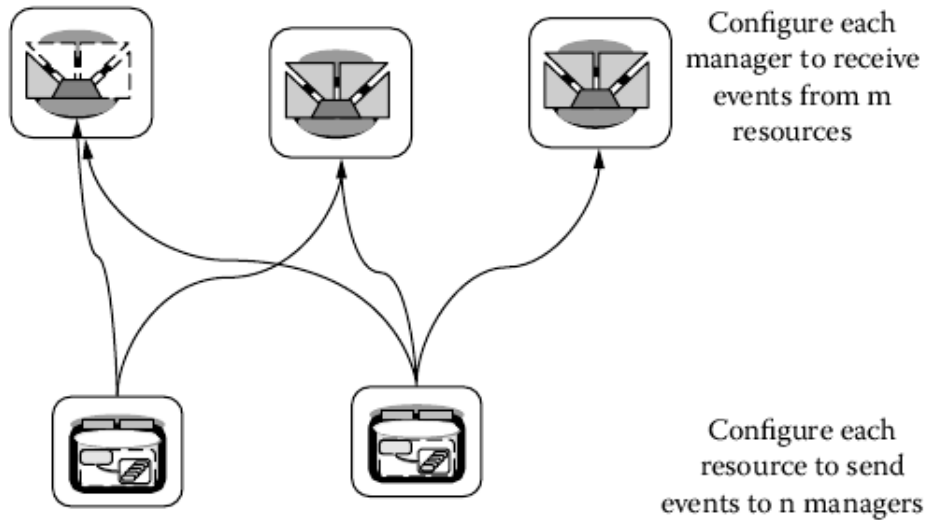 Configure each
manager to receive
events from m
resources
Configure each
resource to send
events to n managers